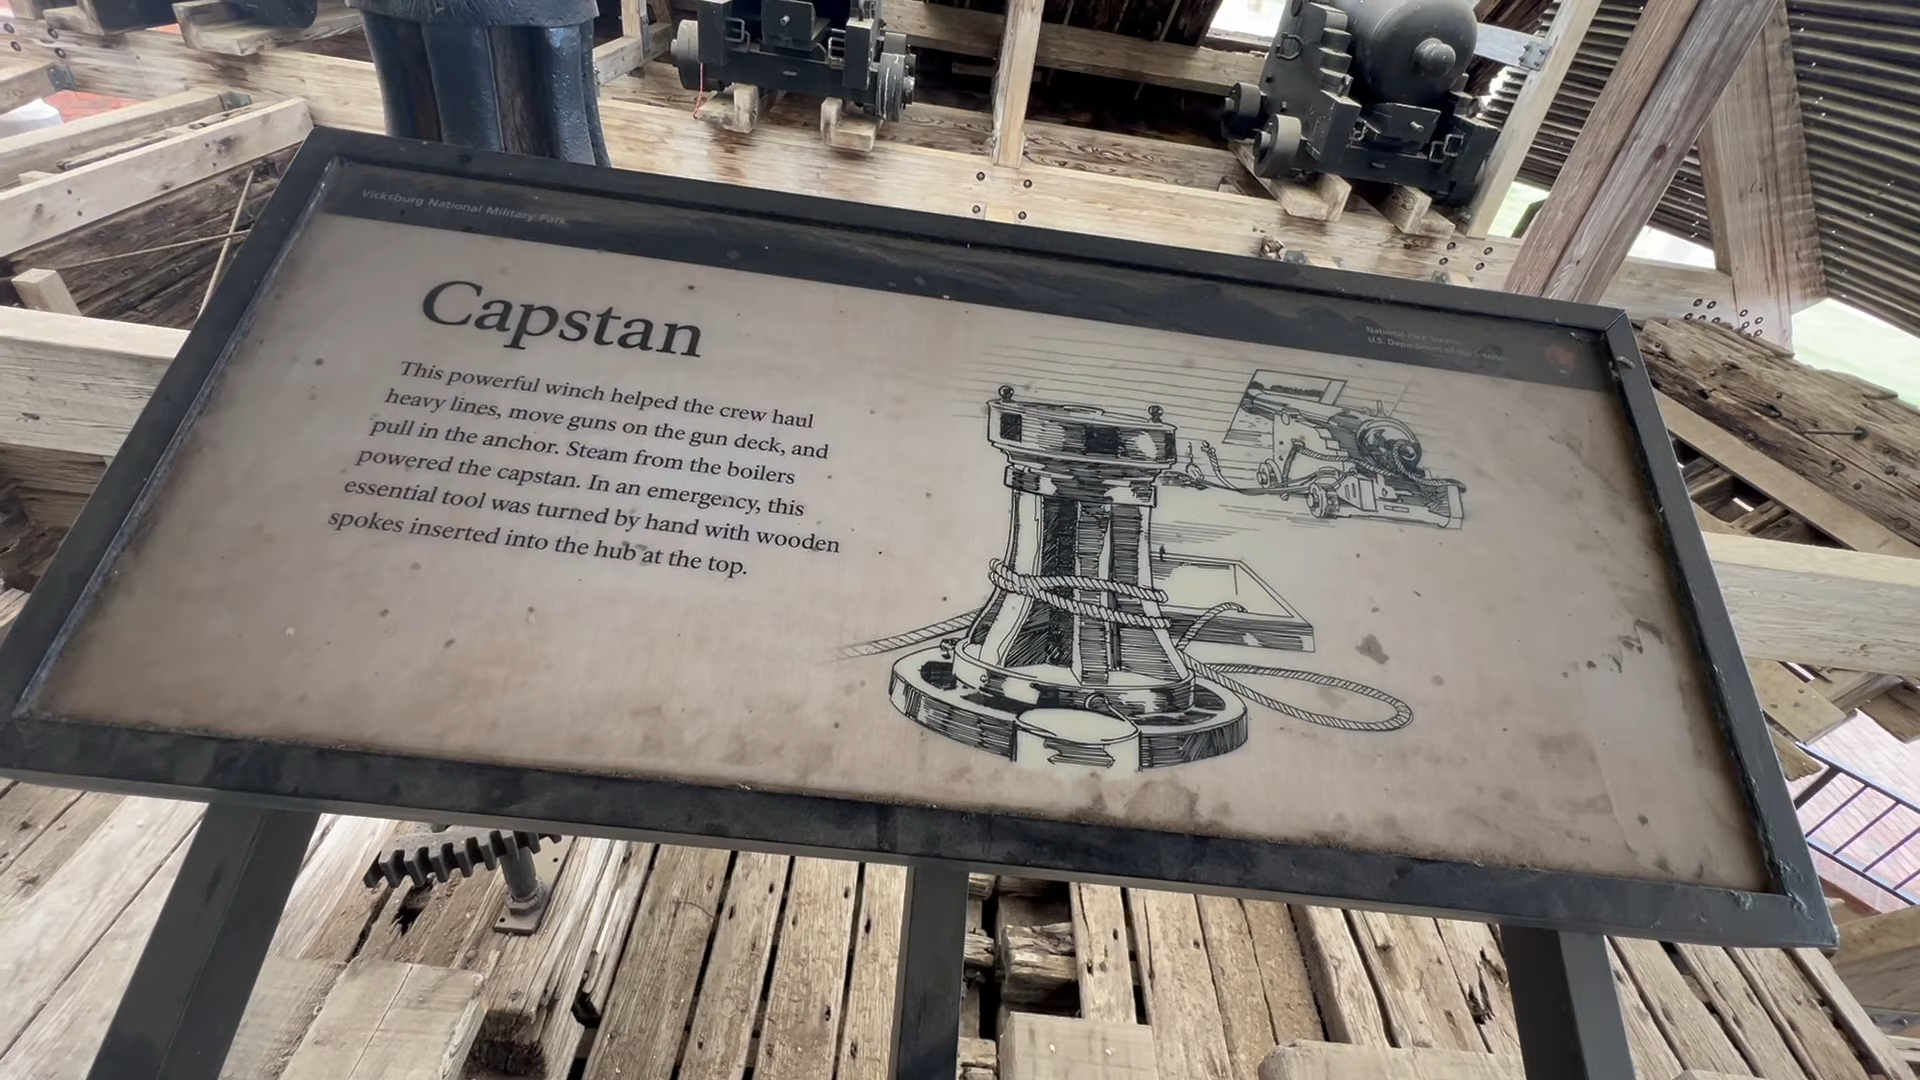 Vicksburg National Military Park
National Park Service
U.S. Department of the Interior
Capstan
This powerful winch helped the crew haul
heavy lines, move guns on the gun deck, and
pull in the anchor. Steam from the boilers
powered the capstan. In an emergency, this
essential tool was turned by hand with wooden
spokes inserted into the hub at the top.